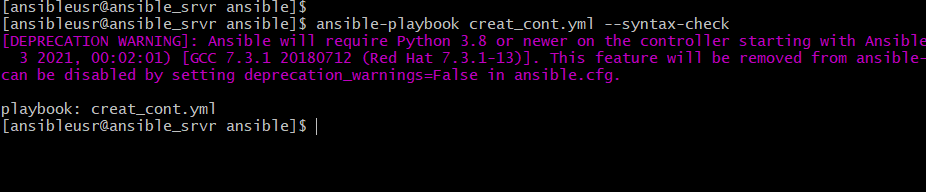 [ansibleusr@ansible_srvr ansible]$
[ansibleusr@ansible_srvr ansible]$ ansible-playbook creat_cont.yml --syntax-check
[DEPRECATION WARNING]: Ansible will require Python 3.8 or newer on the controller starting with Ansible
3 2021, 00:02:01) [GCC 7.3.1 20180712 (Red Hat 7.3.1-13)]. This feature will be removed from ansible-
can be disabled by setting deprecation_warnings=False in ansible.cfg.
playbook: creat_cont.yml
[ansibleusr@ansible_srvr ansible]$